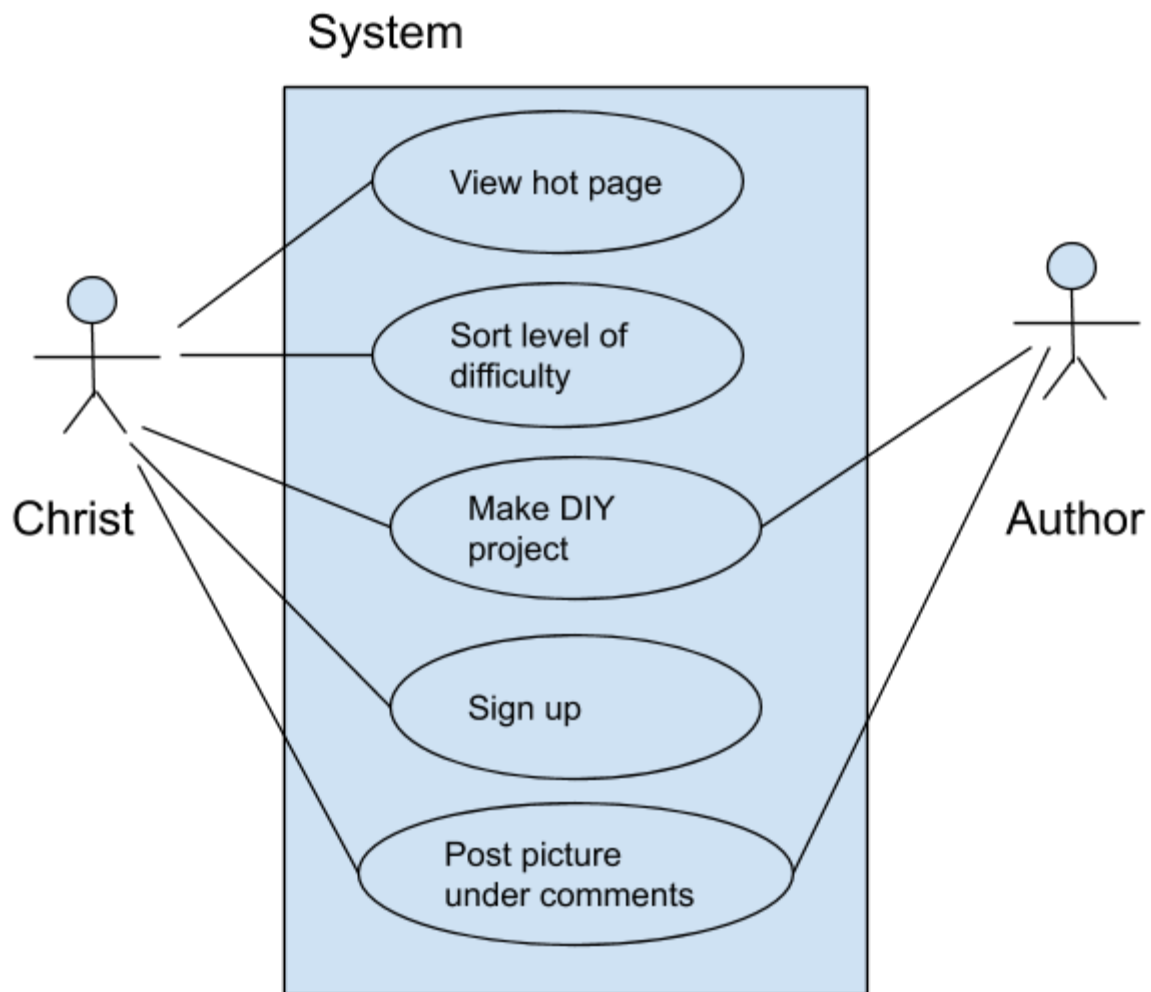 System
View hot page
Sort level of
difficulty
Make DIY
project
Christ
Author
Sign up
Post picture
under comments